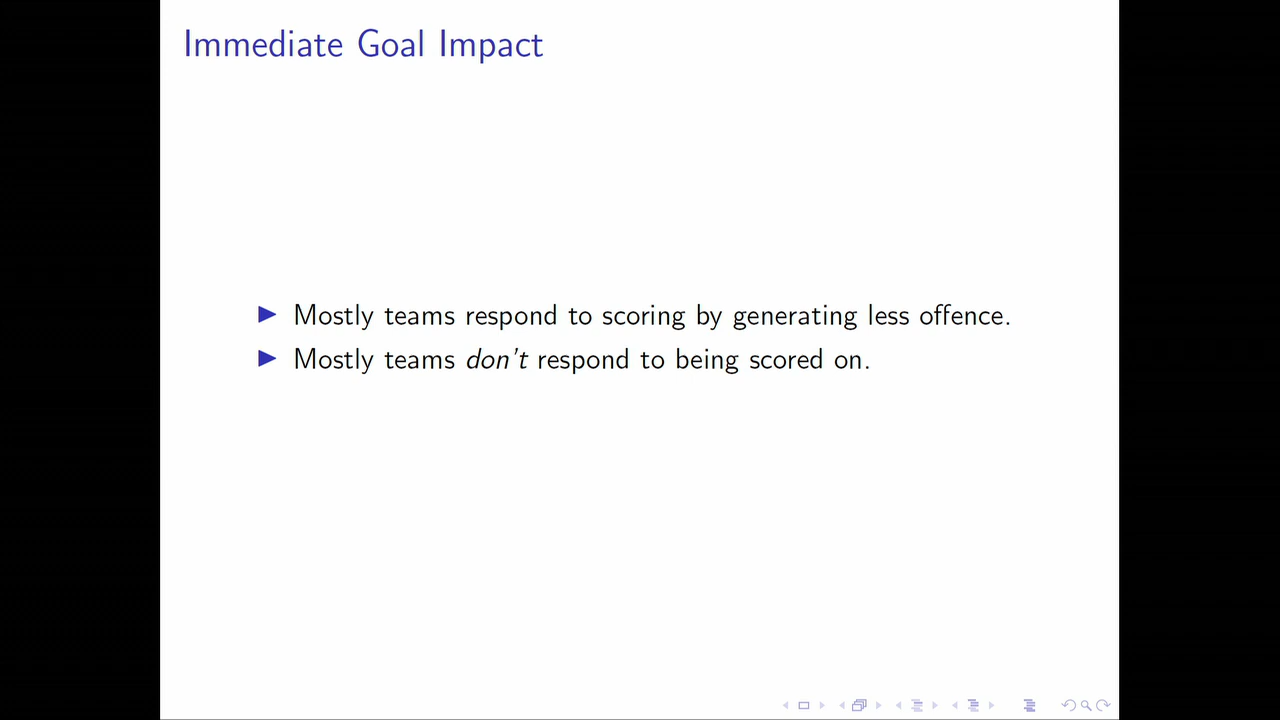 Immediate Goal Impact
Mostly teams respond to scoring by generating less offence.
Mostly teams don't respond to being scored on.